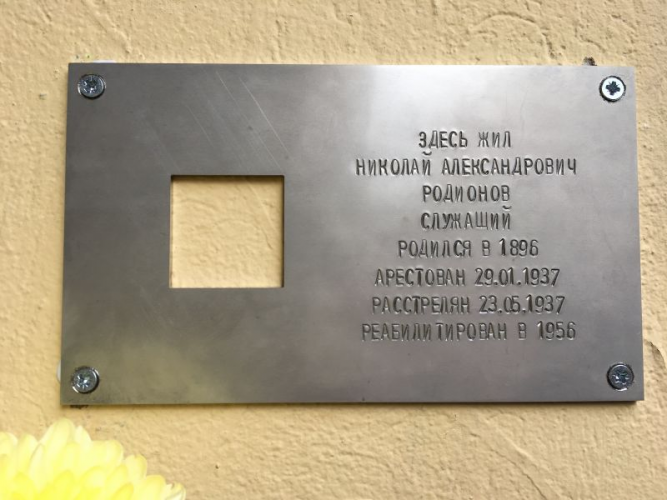 ЗДЕСЬ ЖИЛ
НИКОЛАЙ АЛЕКСАНДРОВИЧ
РОДИОНОВ
СЛУЖАЩИЙ
РОДИЛСЯ В 1896
АРЕСТОВАН 29.01.1937
РАССТРЕЛЯН 23.05.1937
РЕАБИЛИТИРОВАН В 1956